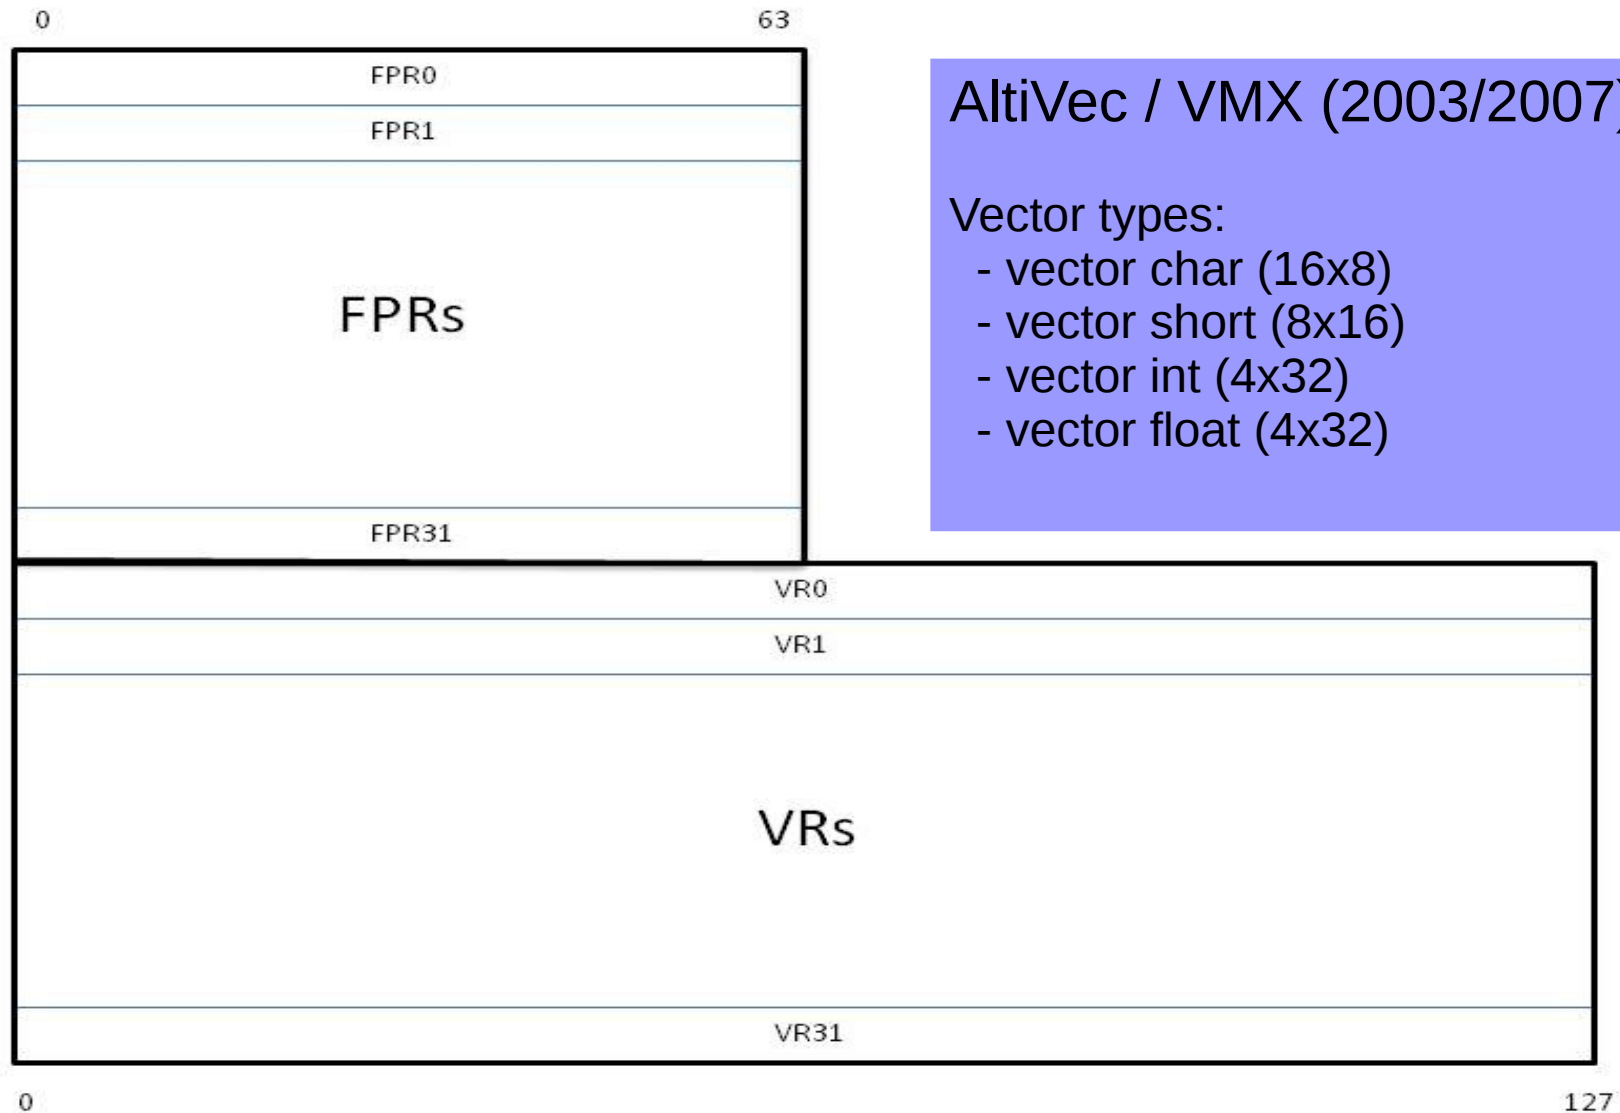 0 63
FPR0
FPR1
FPRs
FPR31
AltiVec / VMX (2003/2007)
Vector types:
- vector char (16x8)
- vector short (8x16)
- vector int (4x32)
- vector float (4x32)
VR0
VR1
VRs
VR31
0 127